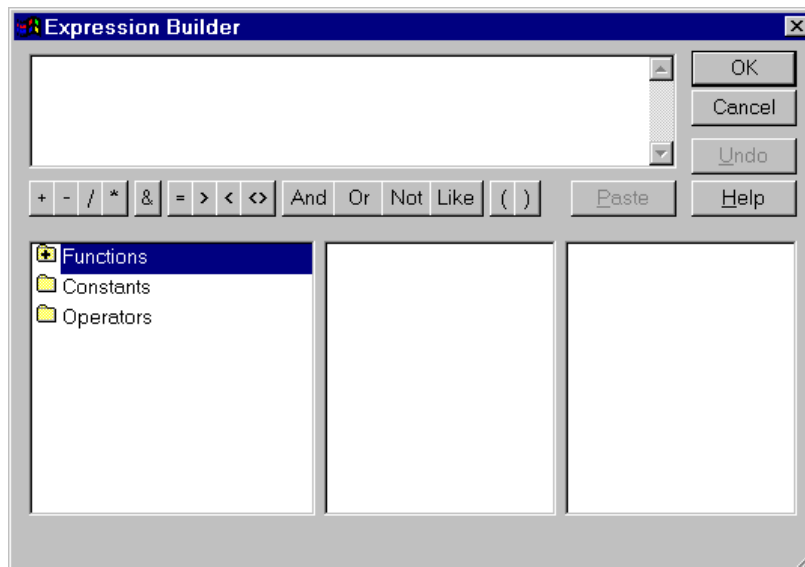 Expression Builder
OK
Cancel
Undo
+ - / * & = > < <> And Or Not Like ( ) Paste Help
Functions
Constants
Operators